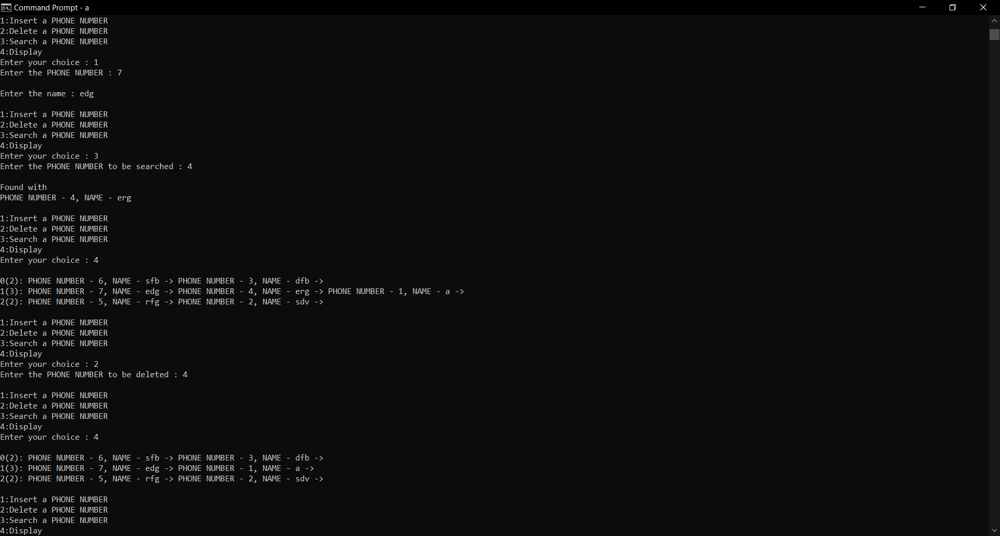 Command Prompt - a
1:Insert a PHONE NUMBER
2:Delete a PHONE NUMBER
3:Search a PHONE NUMBER
4:Display
Enter your choice : 1
Enter the PHONE NUMBER : 7
Enter the name : edg
1:Insert a PHONE NUMBER
2:Delete a PHONE NUMBER
3:Search a PHONE NUMBER
4:Display
Enter your choice : 3
Enter the PHONE NUMBER to be searched : 4
Found with
PHONE NUMBER - 4, NAME - erg
1:Insert a PHONE NUMBER
2:Delete a PHONE NUMBER
3:Search a PHONE NUMBER
4:Display
Enter your choice : 4
0(2): PHONE NUMBER - 6, NAME - sfb -> PHONE NUMBER - 3, NAME - dfb ->
1(3): PHONE NUMBER - 7, NAME - edg -> PHONE NUMBER - 4, NAME - erg -> PHONE NUMBER - 1, NAME - a ->
2(2): PHONE NUMBER - 5, NAME - rfg -> PHONE NUMBER - 2, NAME - sdv ->
1:Insert a PHONE NUMBER
2:Delete a PHONE NUMBER
3:Search a PHONE NUMBER
4:Display
Enter your choice : 2
Enter the PHONE NUMBER to be deleted : 4
1:Insert a PHONE NUMBER
2:Delete a PHONE NUMBER
3:Search a PHONE NUMBER
4:Display
Enter your choice : 4
0(2): PHONE NUMBER - 6, NAME - sfb -> PHONE NUMBER - 3, NAME - dfb ->
1(3): PHONE NUMBER - 7, NAME - edg -> PHONE NUMBER - 1, NAME - a ->
2(2): PHONE NUMBER - 5, NAME - rfg -> PHONE NUMBER - 2, NAME - sdv ->
1:Insert a PHONE NUMBER
2:Delete a PHONE NUMBER
3:Search a PHONE NUMBER
4:Display